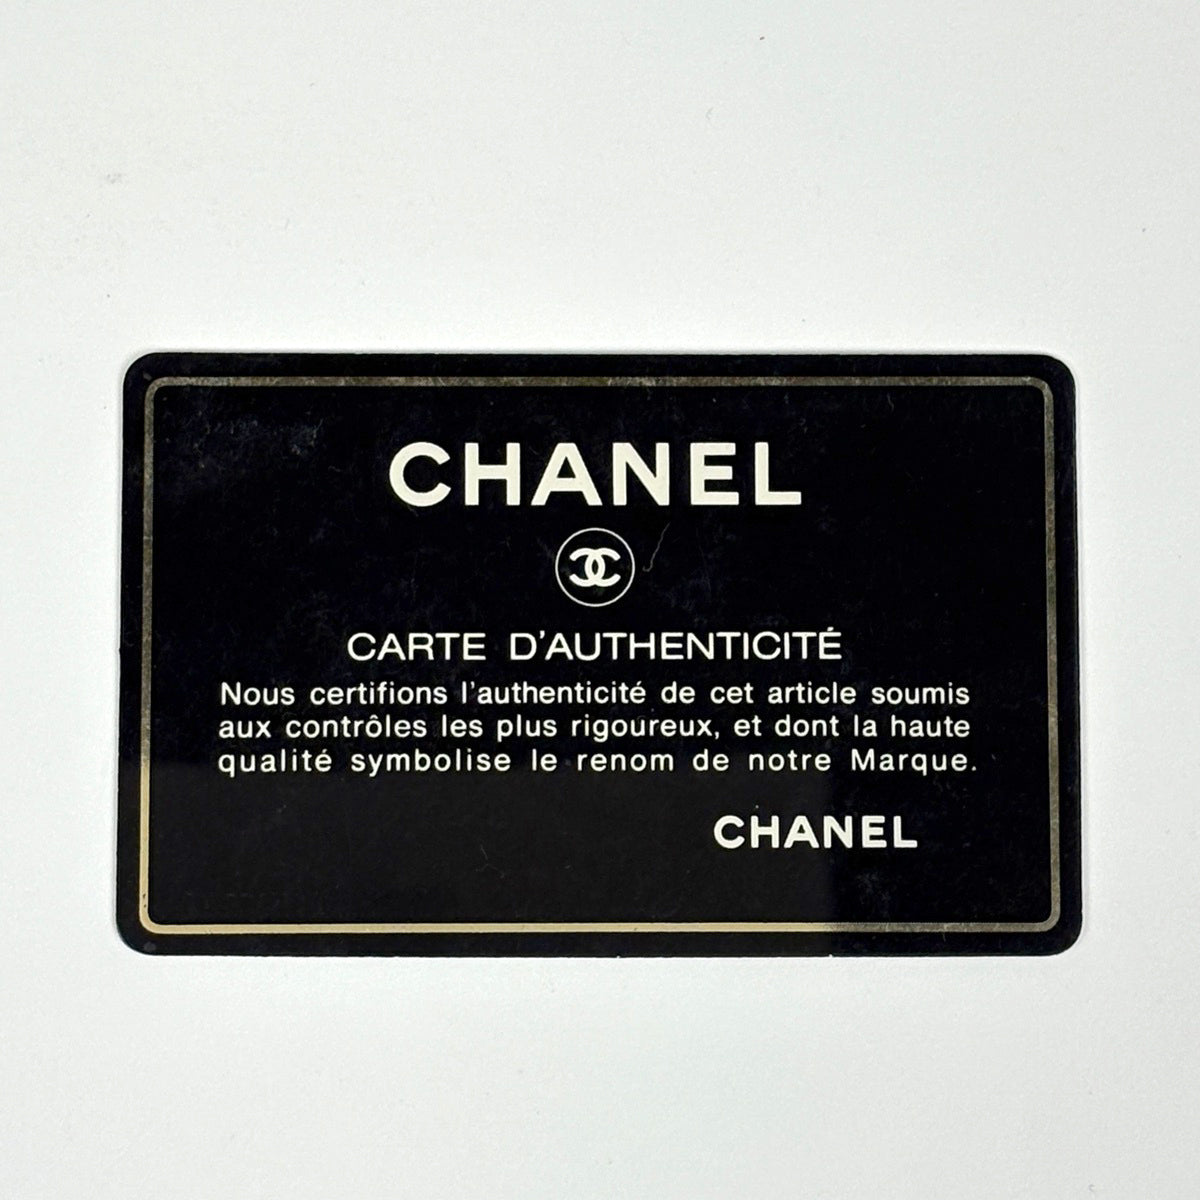 CHANEL
CARTE D'AUTHENTICITÉ
Nous certifions l'authenticité de cet article soumis
aux contrôles les plus rigoureux, et dont la haute
qualité symbolise le renom de notre Marque.
CHANEL